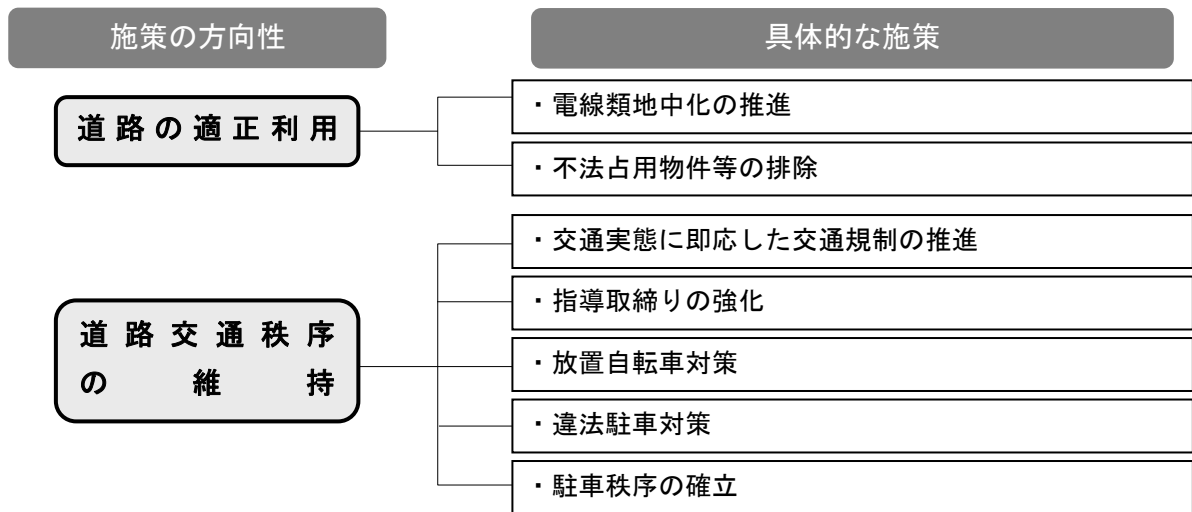 施策の方向性
具体的な施策
道路の適正利用
・電線類地中化の推進
・不法占用物件等の排除
道路交通秩序
の維持
・交通実態に即応した交通規制の推進
・指導取締りの強化
・放置自転車対策
・違法駐車対策
・駐車秩序の確立